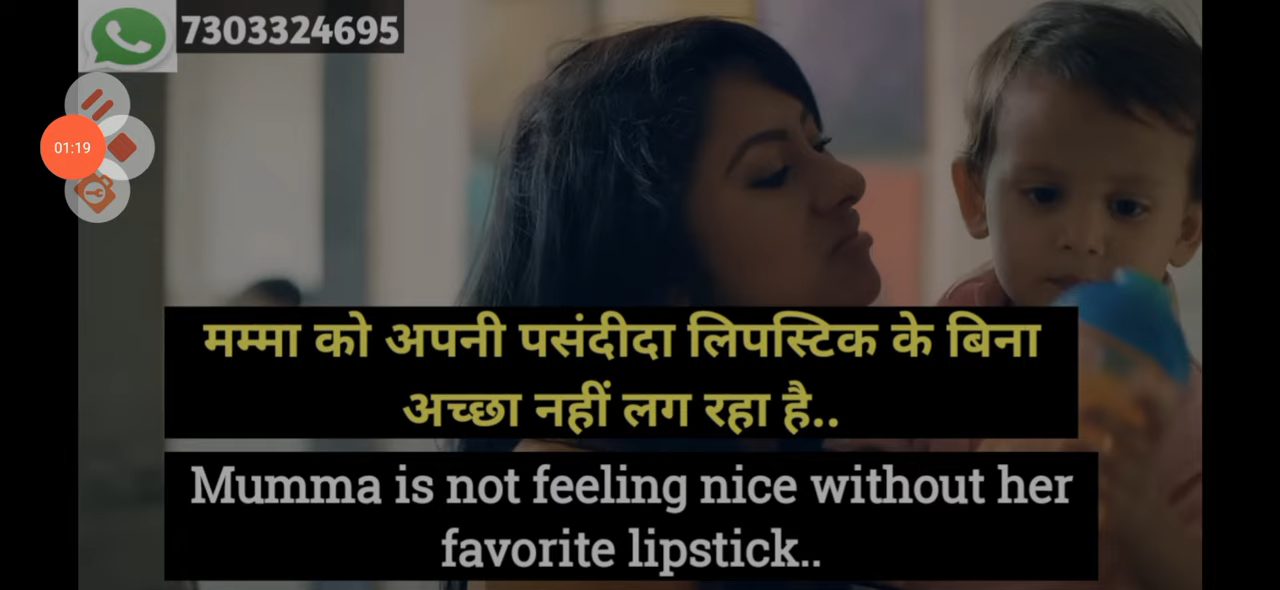 7303324695
01:19
मम्मा को अपनी पसंदीदा लिपस्टिक के बिना
अच्छा नहीं लग रहा है..
Mumma is not feeling nice without her
favorite lipstick..